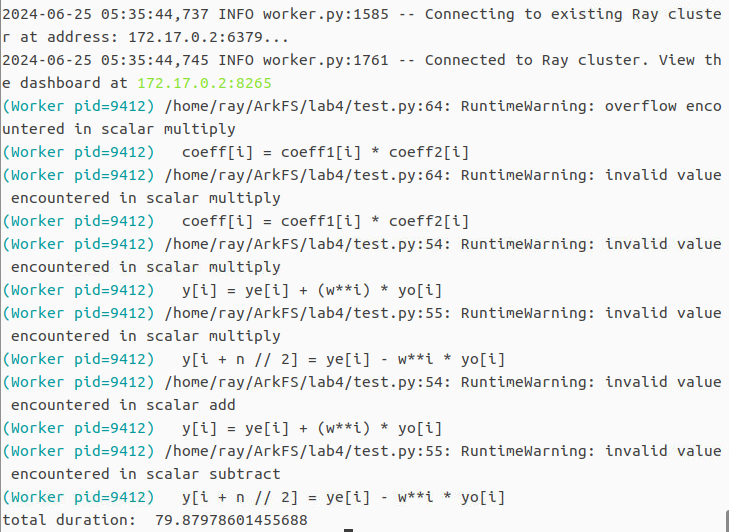 2024-06-25 05:35:44,737 INFO worker.py:1585 -- Connecting to existing Ray cluste
r at address: 172.17.0.2:6379...
2024-06-25 05:35:44,745 INFO worker.py:1761 -- Connected to Ray cluster. View th
e dashboard at 172.17.0.2:8265
(Worker pid=9412) /home/ray/ArkFS/lab4/test.py:64: RuntimeWarning: overflow enco
untered in scalar multiply
(Worker pid=9412)   coeff[i] = coeff1[i] * coeff2[i]
(Worker pid=9412) /home/ray/ArkFS/lab4/test.py:64: RuntimeWarning: invalid value
 encountered in scalar multiply
(Worker pid=9412)   coeff[i] = coeff1[i] * coeff2[i]
(Worker pid=9412) /home/ray/ArkFS/lab4/test.py:54: RuntimeWarning: invalid value
 encountered in scalar multiply
(Worker pid=9412)   y[i] = ye[i] + (w**i) * yo[i]
(Worker pid=9412) /home/ray/ArkFS/lab4/test.py:55: RuntimeWarning: invalid value
 encountered in scalar multiply
(Worker pid=9412)   y[i + n // 2] = ye[i] - w**i * yo[i]
(Worker pid=9412) /home/ray/ArkFS/lab4/test.py:54: RuntimeWarning: invalid value
 encountered in scalar add
(Worker pid=9412)   y[i] = ye[i] + (w**i) * yo[i]
(Worker pid=9412) /home/ray/ArkFS/lab4/test.py:55: RuntimeWarning: invalid value
 encountered in scalar subtract
(Worker pid=9412)   y[i + n // 2] = ye[i] - w**i * yo[i]
total duration:  79.87978601455688